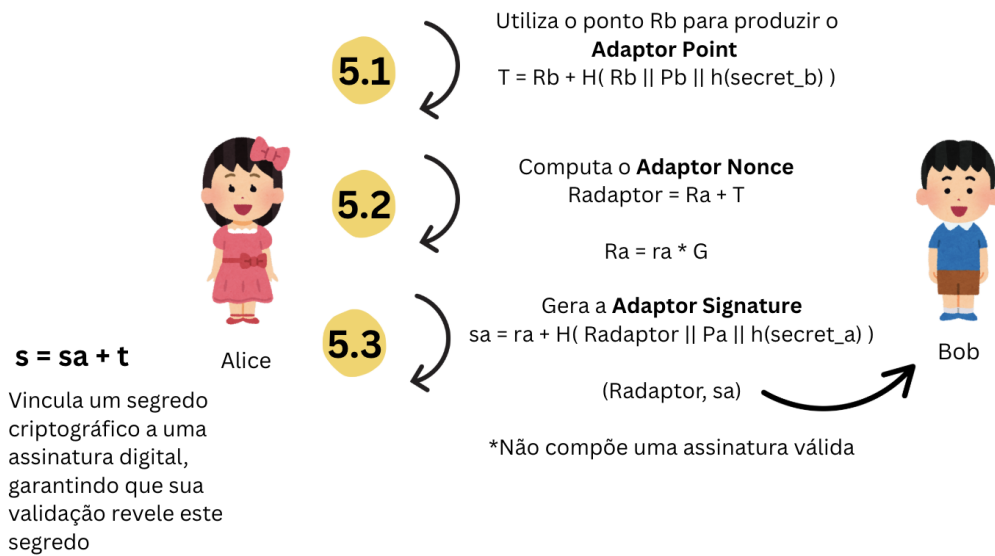 5.1
Utiliza o ponto Rb para produzir o
Adaptor Point
T = Rb + H( Rb || Pb || h(secret_b) )
5.2
Computa o Adaptor Nonce
Radaptor = Ra + T
Ra = ra * G
5.3
Gera a Adaptor Signature
sa = ra + H( Radaptor || Pa || h(secret_a) )
(Radaptor, sa)
*Não compõe uma assinatura válida
Alice
Bob
s = sa + t
Vincula um segredo
criptográfico a uma
assinatura digital,
garantindo que sua
validação revele este
segredo